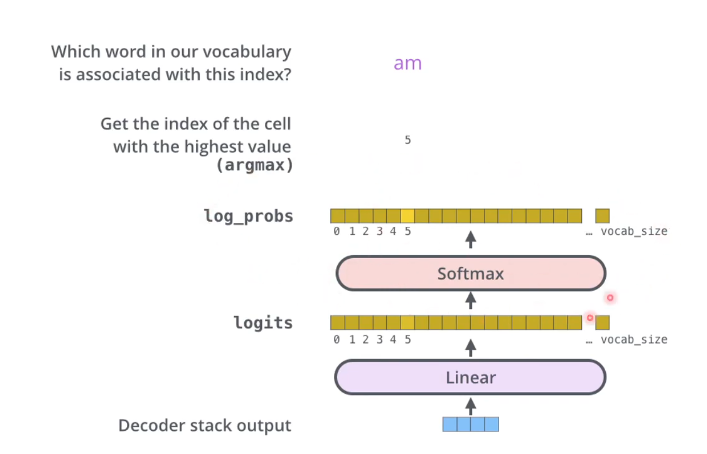 Which word in our vocabulary
is associated with this index?
am
Get the index of the cell
with the highest value
(argmax)
5
log_probs
0 1 2 3 4 5 … vocab_size
Softmax
logits
0 1 2 3 4 5 … vocab_size
Linear
Decoder stack output